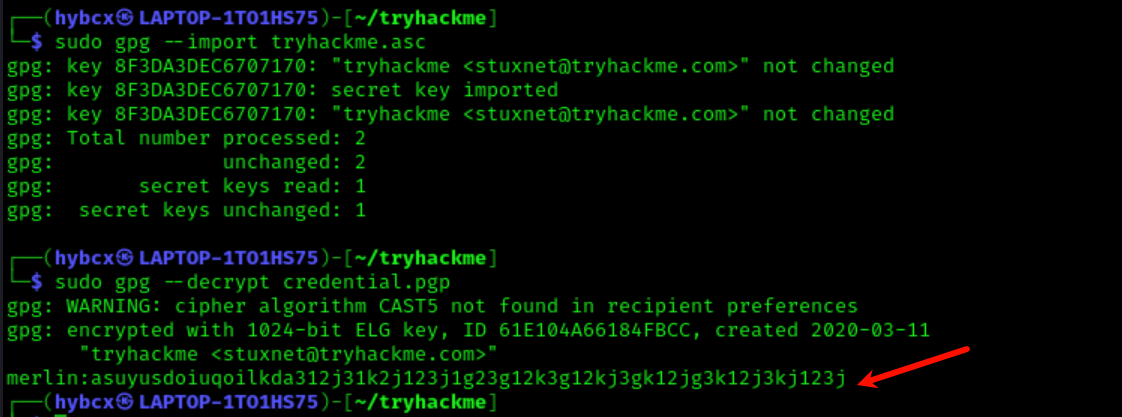 ┌──(hybcx㉿LAPTOP-1TO1HS75)-[~/tryhackme]
└─$ sudo gpg --import tryhackme.asc
gpg: key 8F3DA3DEC6707170: "tryhackme <stuxnet@tryhackme.com>" not changed
gpg: key 8F3DA3DEC6707170: secret key imported
gpg: key 8F3DA3DEC6707170: "tryhackme <stuxnet@tryhackme.com>" not changed
gpg: Total number processed: 2
gpg:              unchanged: 2
gpg:       secret keys read: 1
gpg:  secret keys unchanged: 1
┌──(hybcx㉿LAPTOP-1TO1HS75)-[~/tryhackme]
└─$ sudo gpg --decrypt credential.pgp
gpg: WARNING: cipher algorithm CAST5 not found in recipient preferences
gpg: encrypted with 1024-bit ELG key, ID 61E104A66184FBCC, created 2020-03-11
      "tryhackme <stuxnet@tryhackme.com>"
merlin:asuyusdoiuqoilkda312j31k2j123j1g23g12k3g12kj3gk12jg3k12j3kj123j
┌──(hybcx㉿LAPTOP-1TO1HS75)-[~/tryhackme]